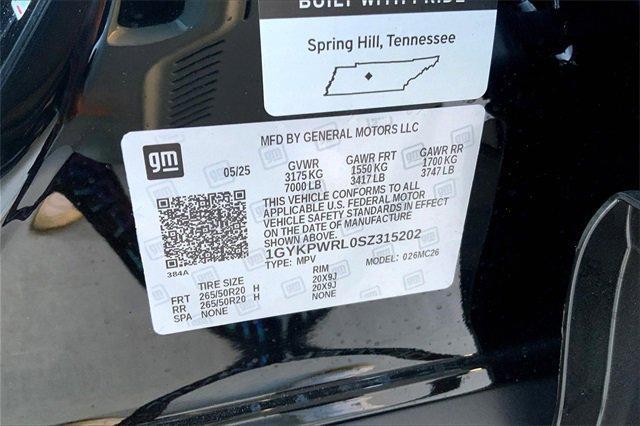 BUILT WITH PRIDE
Spring Hill, Tennessee
gm
MFD BY GENERAL MOTORS LLC
05/25
GVWR GAWR FRT GAWR RR
3175 KG 1550 KG 1700 KG
7000 LB 3417 LB 3747 LB
THIS VEHICLE CONFORMS TO ALL
APPLICABLE U.S. FEDERAL MOTOR
VEHICLE SAFETY STANDARDS IN EFFECT
ON THE DATE OF MANUFACTURE
SHOWN ABOVE.
1GYKPWRL0SZ315202
TYPE: MPV MODEL: 026MC26
384A
TIRE SIZE RIM
FRT 265/50R20 H 20X9J
RR 265/50R20 H 20X9J
SPA NONE NONE